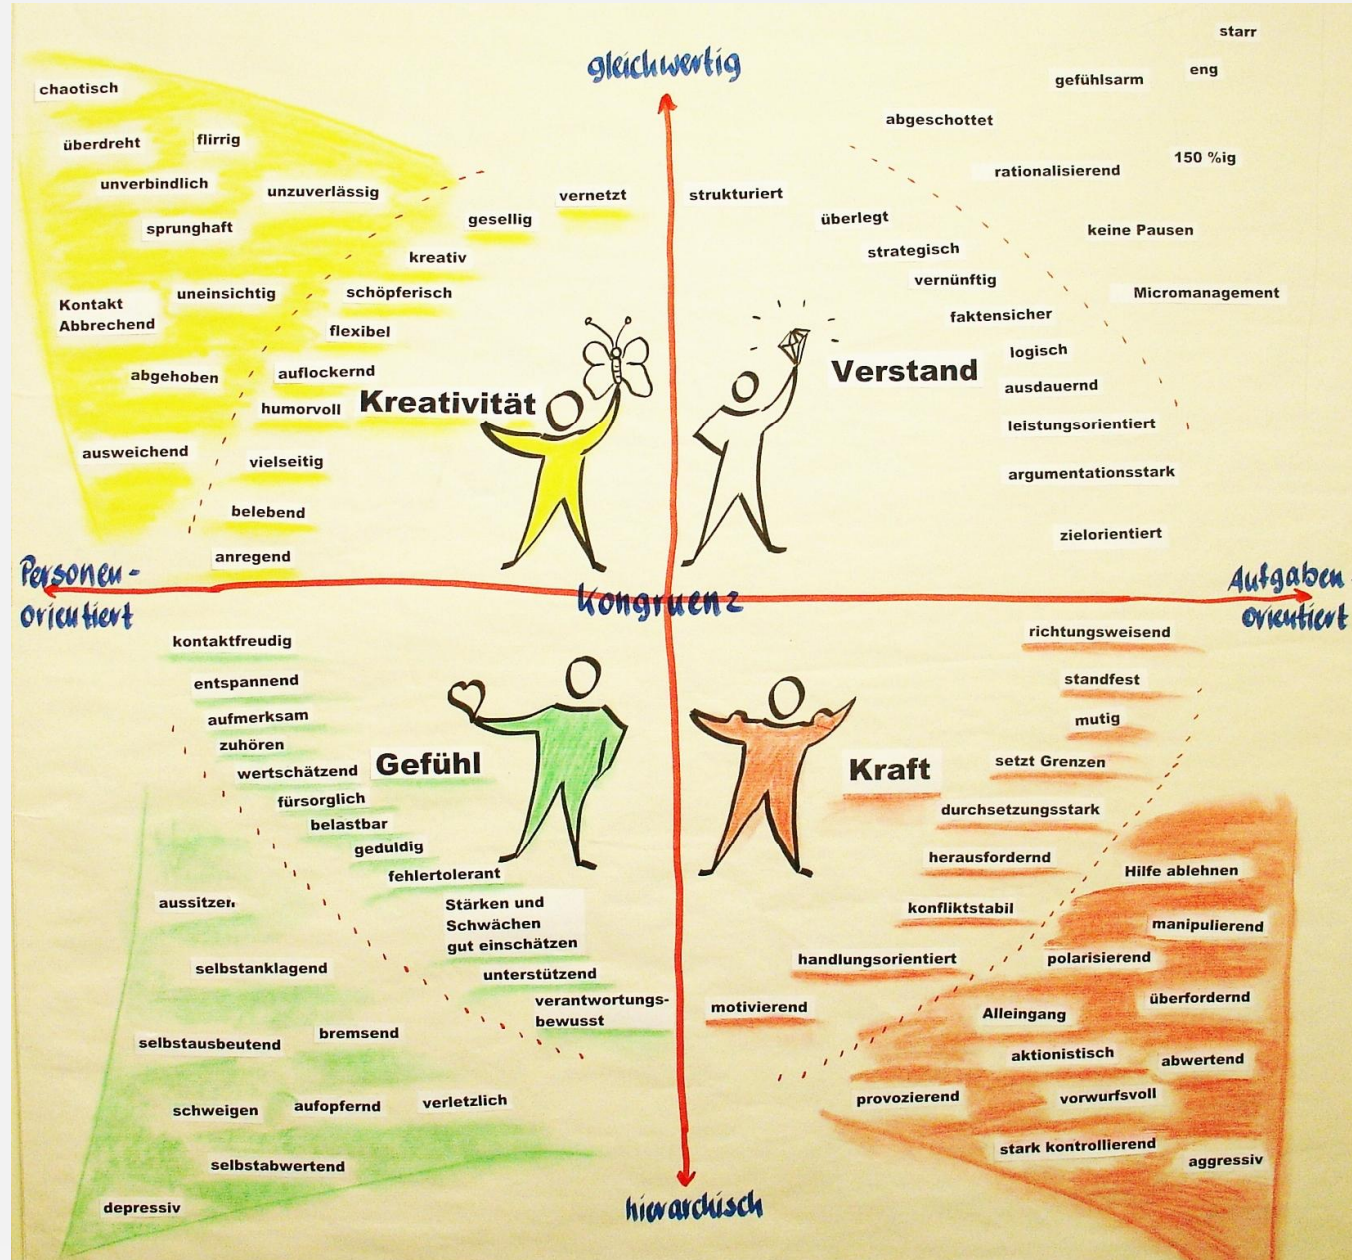 gleichwertig
chaotisch
überdreht
flirrig
unverbindlich
unzuverlässig
sprunghaft
vernetzt
gesellig
kreativ
Kontakt
Abbrechend
uneinsichtig
schöpferisch
flexibel
abgehoben
auflockernd
humorvoll
Kreativität
ausweichend
vielseitig
belebend
anregend
starr
eng
gefühlsarm
abgeschottet
150 %ig
rationalisierend
strukturiert
überlegt
keine Pausen
strategisch
vernünftig
Micromanagement
faktensicher
logisch
Verstand
ausdauernd
leistungsorientiert
argumentationsstark
zielorientiert
Personen-
orientiert
Kongruenz
Aufgaben-
orientiert
kontaktfreudig
entspannend
aufmerksam
zuhören
wertschätzend
Gefühl
fürsorglich
belastbar
geduldig
fehlertolerant
Stärken und
Schwächen
gut einschätzen
unterstützend
verantwortungs-
bewusst
aussitzen
selbstanklagend
selbstausbeutend
bremsend
schweigen
aufopfernd
verletzlich
selbstabwertend
depressiv
richtungsweisend
standfest
mutig
setzt Grenzen
Kraft
durchsetzungsstark
herausfordernd
Hilfe ablehnen
konfliktstabil
manipulierend
handlungsorientiert
polarisierend
motivierend
Alleingang
überfordernd
aktionistisch
abwertend
provozierend
vorwurfsvoll
stark kontrollierend
aggressiv
hierarchisch